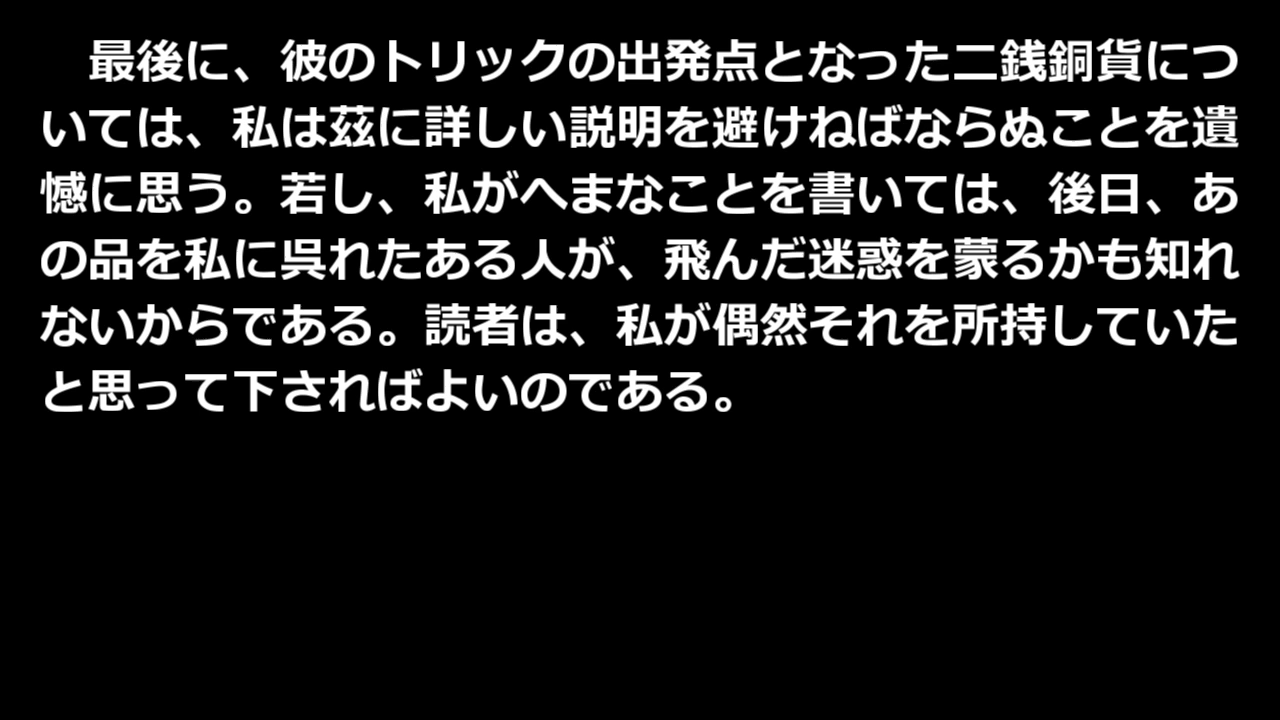 最後に、彼のトリックの出発点となった二銭銅貨につ
いては、私は茲に詳しい説明を避けねばならぬことを遺
憾に思う。若し、私がへまなことを書いては、後日、あ
の品を私に呉れたある人が、飛んだ迷惑を蒙るかも知れ
ないからである。読者は、私が偶然それを所持していた
と思って下さればよいのである。